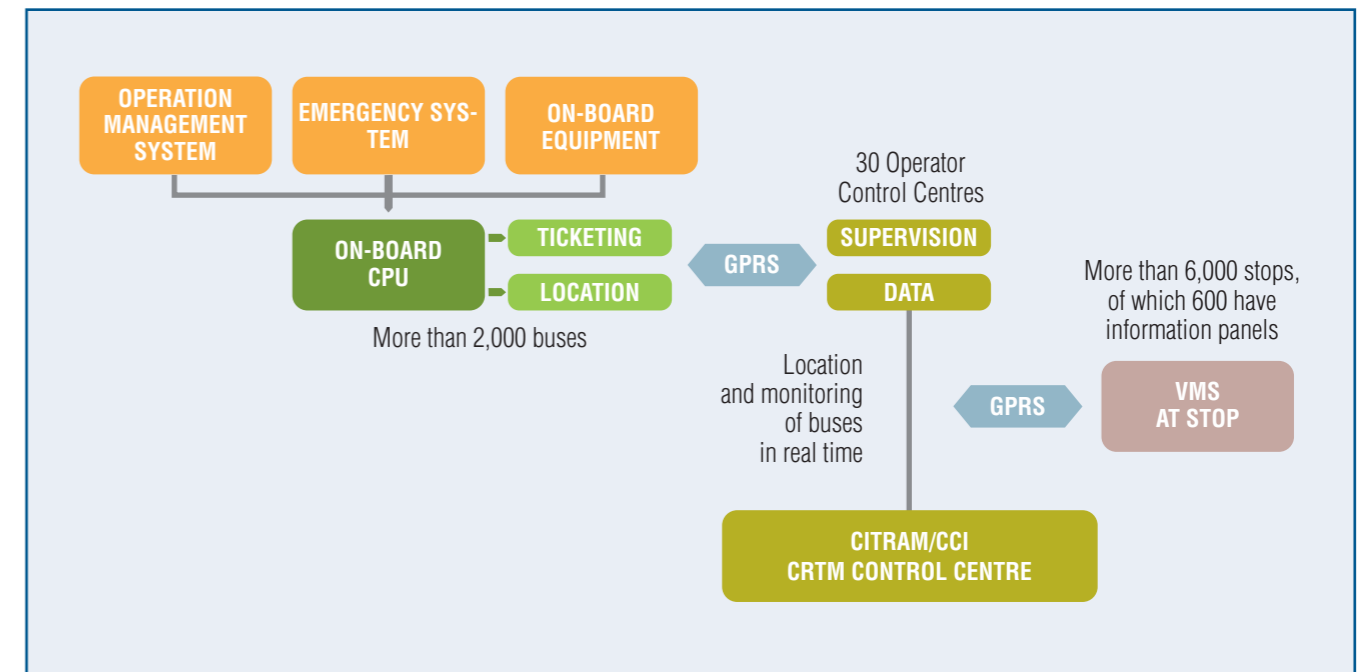 OPERATION
MANAGEMENT
SYSTEM
EMERGENCY SYS-
TEM
ON-BOARD
EQUIPMENT
30 Operator
Control Centres
ON-BOARD
CPU
TICKETING
LOCATION
GPRS
SUPERVISION
DATA
More than 2,000 buses
More than 6,000 stops,
of which 600 have
information panels
Location
and monitoring
of buses
in real time
GPRS
VMS
AT STOP
CITRAM/CCI
CRTM CONTROL CENTRE